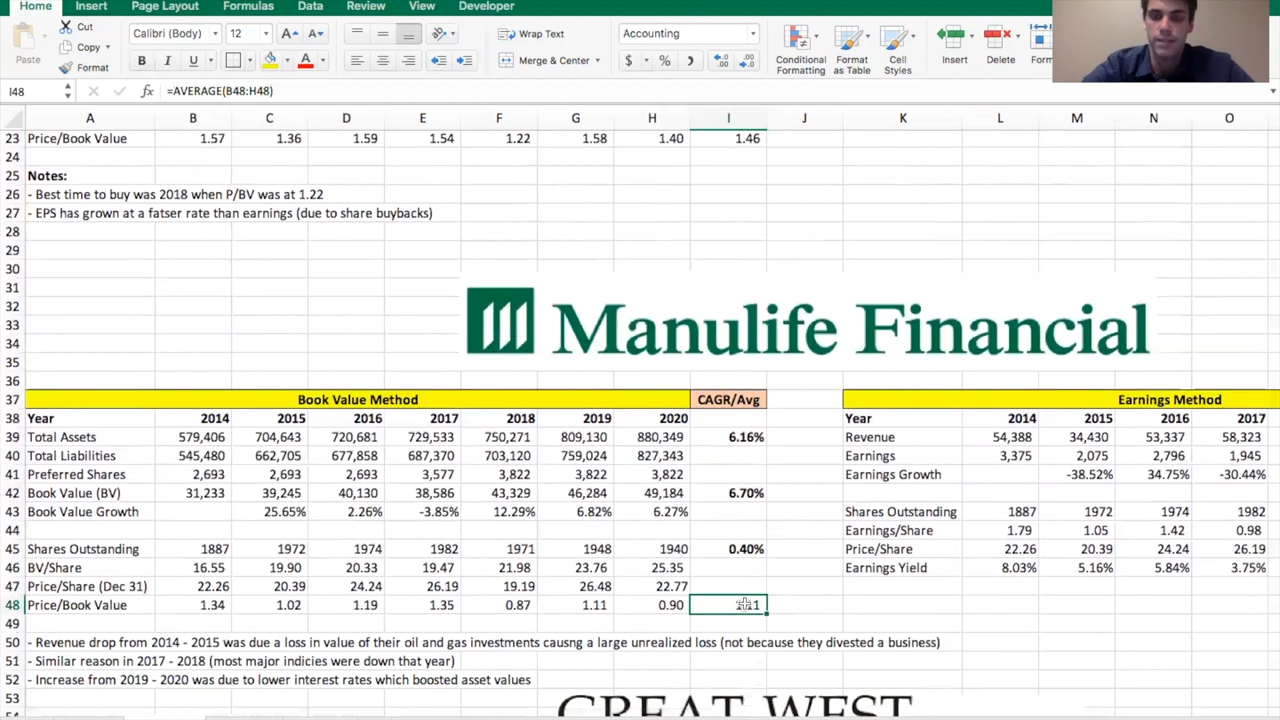 Home Insert Page Layout Formulas Data Review View Developer
Cut Calibri (Body) 12 A A Wrap Text Accounting
Paste Copy Format B I U A Merge & Center $ % Conditional Formatting Format as Table Cell Styles Insert Delete
I48 fx =AVERAGE(B48:H48)
A B C D E F G H I J K L M N O
23 Price/Book Value 1.57 1.36 1.59 1.54 1.22 1.58 1.40 1.46
24
25 Notes:
26 - Best time to buy was 2018 when P/BV was at 1.22
27 - EPS has grown at a fatser rate than earnings (due to share buybacks)
28
29
30
31
32
33 Manulife Financial
34
35
36
37 Book Value Method CAGR/Avg Earnings Method
38 Year 2014 2015 2016 2017 2018 2019 2020 Year 2014 2015 2016 2017
39 Total Assets 579,406 704,643 720,681 729,533 750,271 809,130 880,349 6.16% Revenue 54,388 34,430 53,337 58,323
40 Total Liabilities 545,480 662,705 677,858 687,370 703,120 759,024 827,343 Earnings 3,375 2,075 2,796 1,945
41 Preferred Shares 2,693 2,693 2,693 3,577 3,822 3,822 3,822 Earnings Growth -38.52% 34.75% -30.44%
42 Book Value (BV) 31,233 39,245 40,130 38,586 43,329 46,284 49,184 6.70%
43 Book Value Growth 25.65% 2.26% -3.85% 12.29% 6.82% 6.27% Shares Outstanding 1887 1972 1974 1982
44 Earnings/Share 1.79 1.05 1.42 0.98
45 Shares Outstanding 1887 1972 1974 1982 1971 1948 1940 0.40% Price/Share 22.26 20.39 24.24 26.19
46 BV/Share 16.55 19.90 20.33 19.47 21.98 23.76 25.35 Earnings Yield 8.03% 5.16% 5.84% 3.75%
47 Price/Share (Dec 31) 22.26 20.39 24.24 26.19 19.19 26.48 22.77
48 Price/Book Value 1.34 1.02 1.19 1.35 0.87 1.11 0.90
49
50 - Revenue drop from 2014 - 2015 was due a loss in value of their oil and gas investments causng a large unrealized loss (not because they divested a business)
51 - Similar reason in 2017 - 2018 (most major indicies were down that year)
52 - Increase from 2019 - 2020 was due to lower interest rates which boosted asset values
53 GREAT WEST